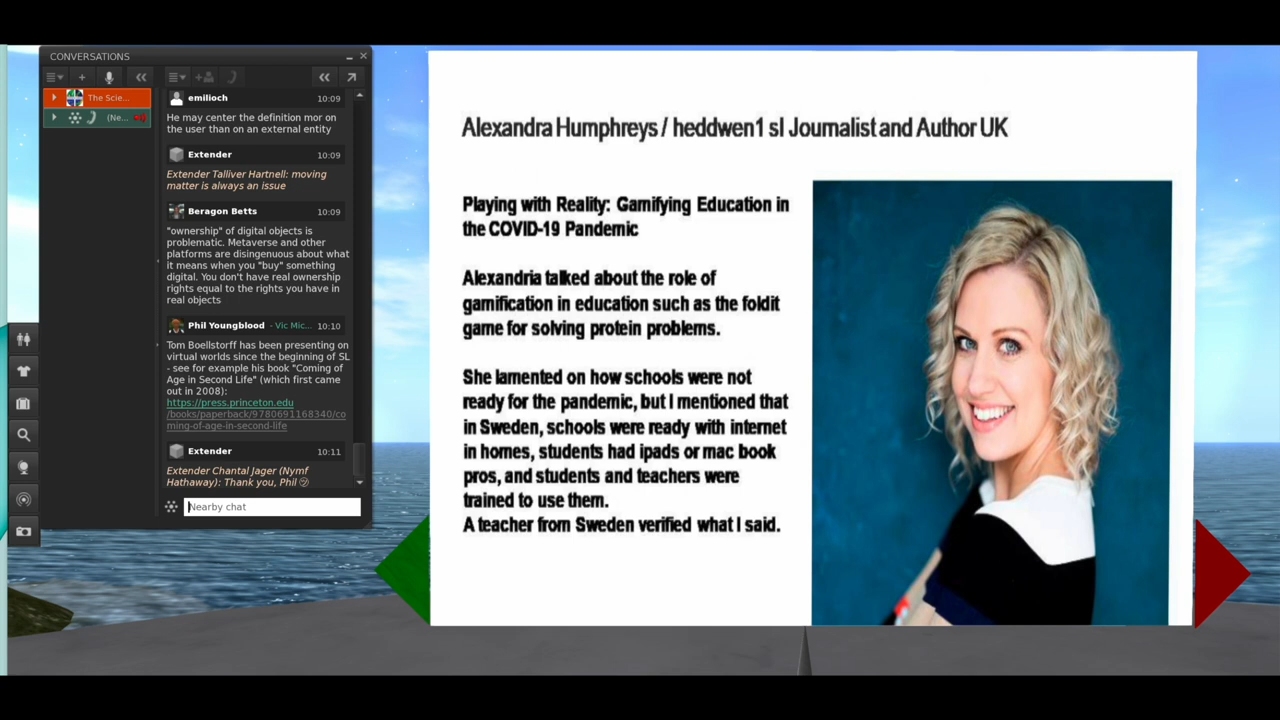 CONVERSATIONS
The Scie...
(Ne...
emilioch 10:09
He may center the definition mor on
the user than on an external entity
Extender 10:09
Extender Talliver Hartnell: moving
matter is always an issue
Beragon Betts 10:09
"ownership" of digital objects is
problematic. Metaverse and other
platforms are disingenuous about what
it means when you "buy" something
digital. You don't have real ownership
rights equal to the rights you have in
real objects
Phil Youngblood - Vic Mic... 10:10
Tom Boellstorff has been presenting on
virtual worlds since the beginning of SL
- see for example his book "Coming of
Age in Second Life" (which first came
out in 2008):
https://press.princeton.edu
/books/paperback/9780691168340/co
ming-of-age-in-second-life
Extender 10:11
Extender Chantal Jager (Nymf
Hathaway): Thank you, Phil
Nearby chat
Alexandra Humphreys / heddwen1 sl Journalist and Author UK
Playing with Reality: Gamifying Education in
the COVID-19 Pandemic
Alexandria talked about the role of
gamification in education such as the foldit
game for solving protein problems.
She lamented on how schools were not
ready for the pandemic, but I mentioned that
in Sweden, schools were ready with internet
in homes, students had ipads or mac book
pros, and students and teachers were
trained to use them.
A teacher from Sweden verified what I said.